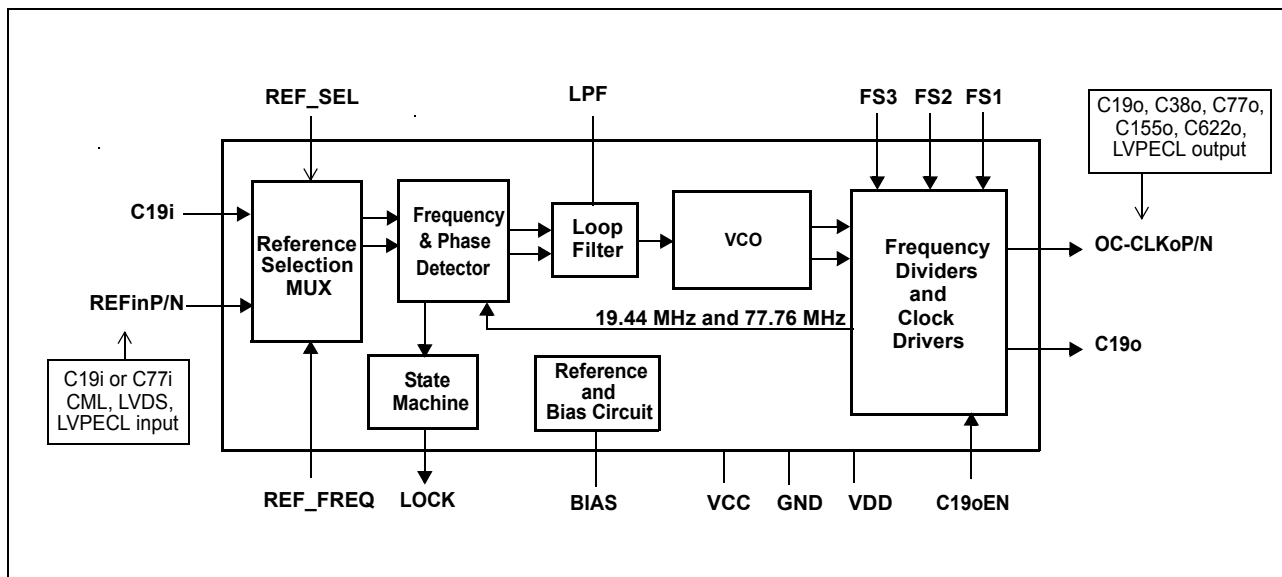 REF_SEL
LPF
FS3
FS2
FS1
C19o, C38o, C77o,
C155o, C622o,
LVPECL output
C19i
REFinP/N
C19i or C77i
CML, LVDS,
LVPECL input
Reference
Selection
MUX
Frequency
& Phase
Detector
Loop
Filter
VCO
Frequency
Dividers
and
Clock
Drivers
OC-CLKoP/N
C19o
19.44 MHz and 77.76 MHz
State
Machine
Reference
and
Bias Circuit
REF_FREQ
LOCK
BIAS
VCC
GND
VDD
C19oEN